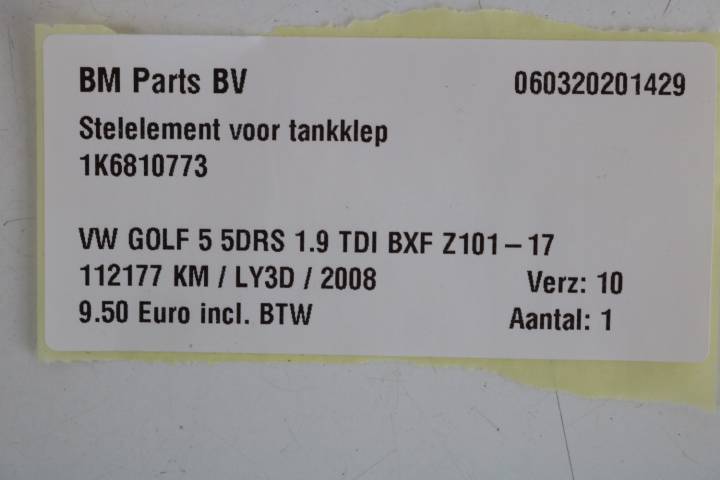 BM Parts BV 060320201429
Stelelement voor tankklep
1K6810773
VW GOLF 5 5DRS 1.9 TDI BXF Z101-17
112177 KM / LY3D / 2008 Verz: 10
9.50 Euro incl. BTW Aantal: 1